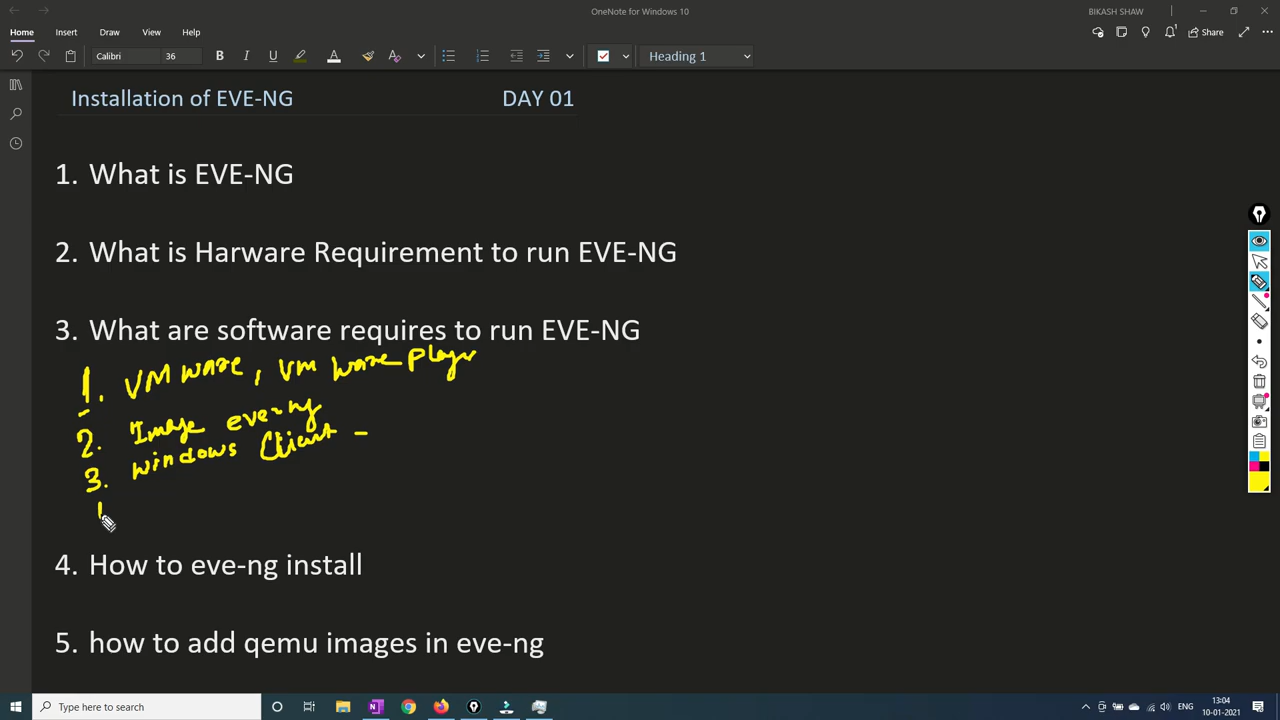 OneNote for Windows 10
BIKASH SHAW
Home Insert Draw View Help
Share
Calibri 36 B I U A Heading 1
Installation of EVE-NG DAY 01
1. What is EVE-NG
2. What is Harware Requirement to run EVE-NG
3. What are software requires to run EVE-NG
1. VMware, VM ware player
2. Image eve-ng
3. windows Client -
4. How to eve-ng install
5. how to add qemu images in eve-ng
Type here to search
ENG
13:04
10-01-2021